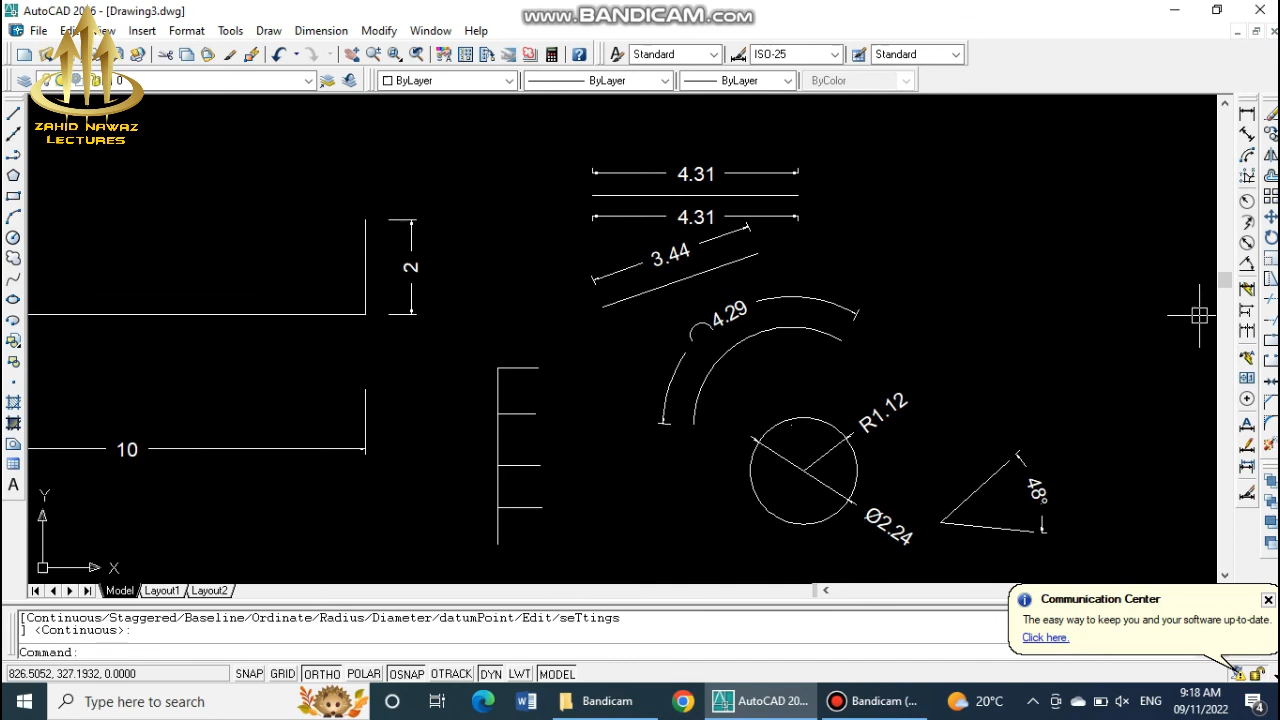 AutoCAD 2006 - [Drawing3.dwg]
www.BANDICAM.com
File Edit View Insert Format Tools Draw Dimension Modify Window Help
Standard ISO-25 Standard
0 ByLayer ByLayer ByLayer ByColor
ZAHID NAWAZ
LECTURES
4.31
4.31
3.44
2
4.29
R1.12
10
48°
Ø2.24
Y
X
Model Layout1 Layout2
Communication Center
The easy way to keep you and your software up-to-date.
Click here.
[Continuous/Staggered/Baseline/Ordinate/Radius/Diameter/datumPoint/Edit/seTtings
] <Continuous>:
Command:
826.5052, 327.1932, 0.0000 SNAP GRID ORTHO POLAR OSNAP OTRACK DYN LWT MODEL
Type here to search
Bandicam
AutoCAD 20...
Bandicam (...
20°C
ENG
9:18 AM
09/11/2022
4